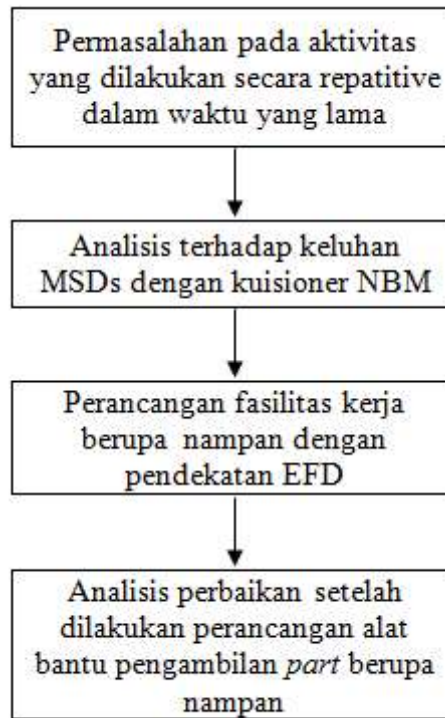 Permasalahan pada aktivitas
yang dilakukan secara repatitive
dalam waktu yang lama
Analisis terhadap keluhan
MSDs dengan kuisioner NBM
Perancangan fasilitas kerja
berupa nampan dengan
pendekatan EFD
Analisis perbaikan setelah
dilakukan perancangan alat
bantu pengambilan part berupa
nampan